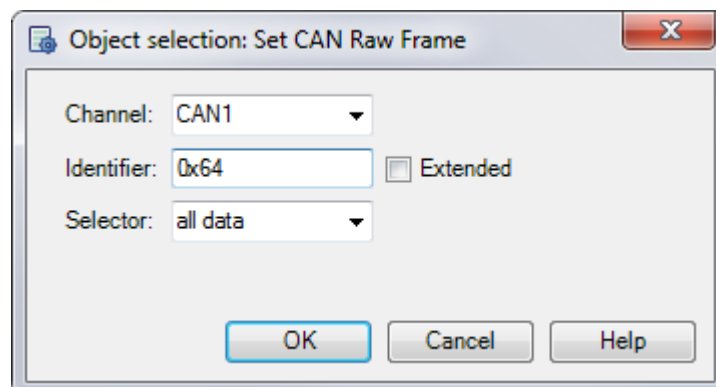 Object selection: Set CAN Raw Frame
Channel: CAN1
Identifier: 0x64 Extended
Selector: all data
OK Cancel Help